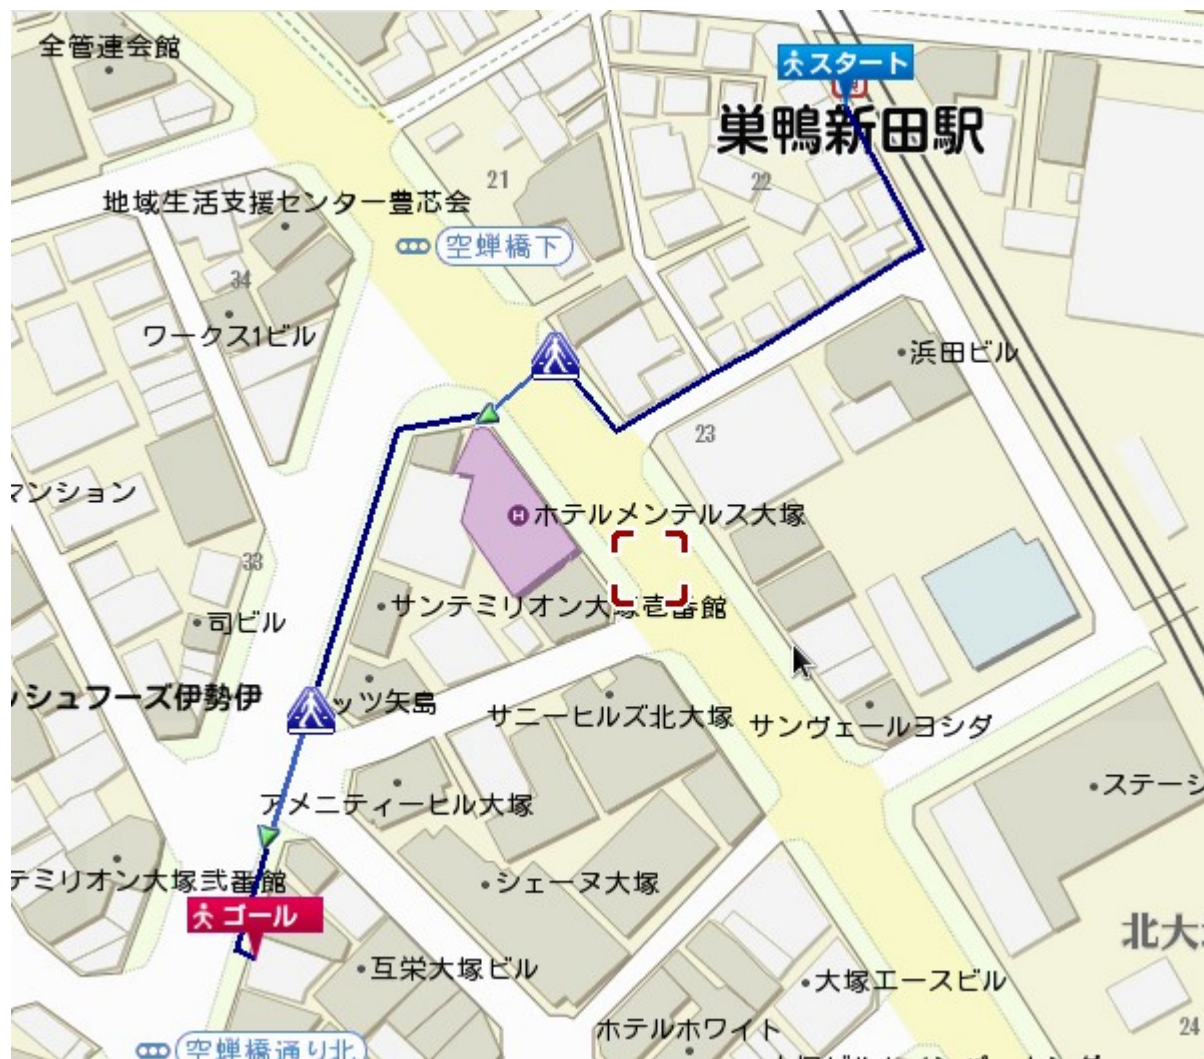 全管連会館
スタート
巣鴨新田駅
21
22
地域生活支援センター豊芯会
空蝉橋下
34
ワークス1ビル
浜田ビル
23
マンション
H
ホテルメンテルス大塚
33
サンテミリオン大塚壱番館
司ビル
ッシュフーズ伊勢伊
ッツ矢島
サニーヒルズ北大塚
サンヴェールヨシダ
ステージ
アメニティーヒル大塚
テミリオン大塚弐番館
シェーヌ大塚
ゴール
北大
互栄大塚ビル
大塚エースビル
24
ホテルホワイト
空蝉橋通り北